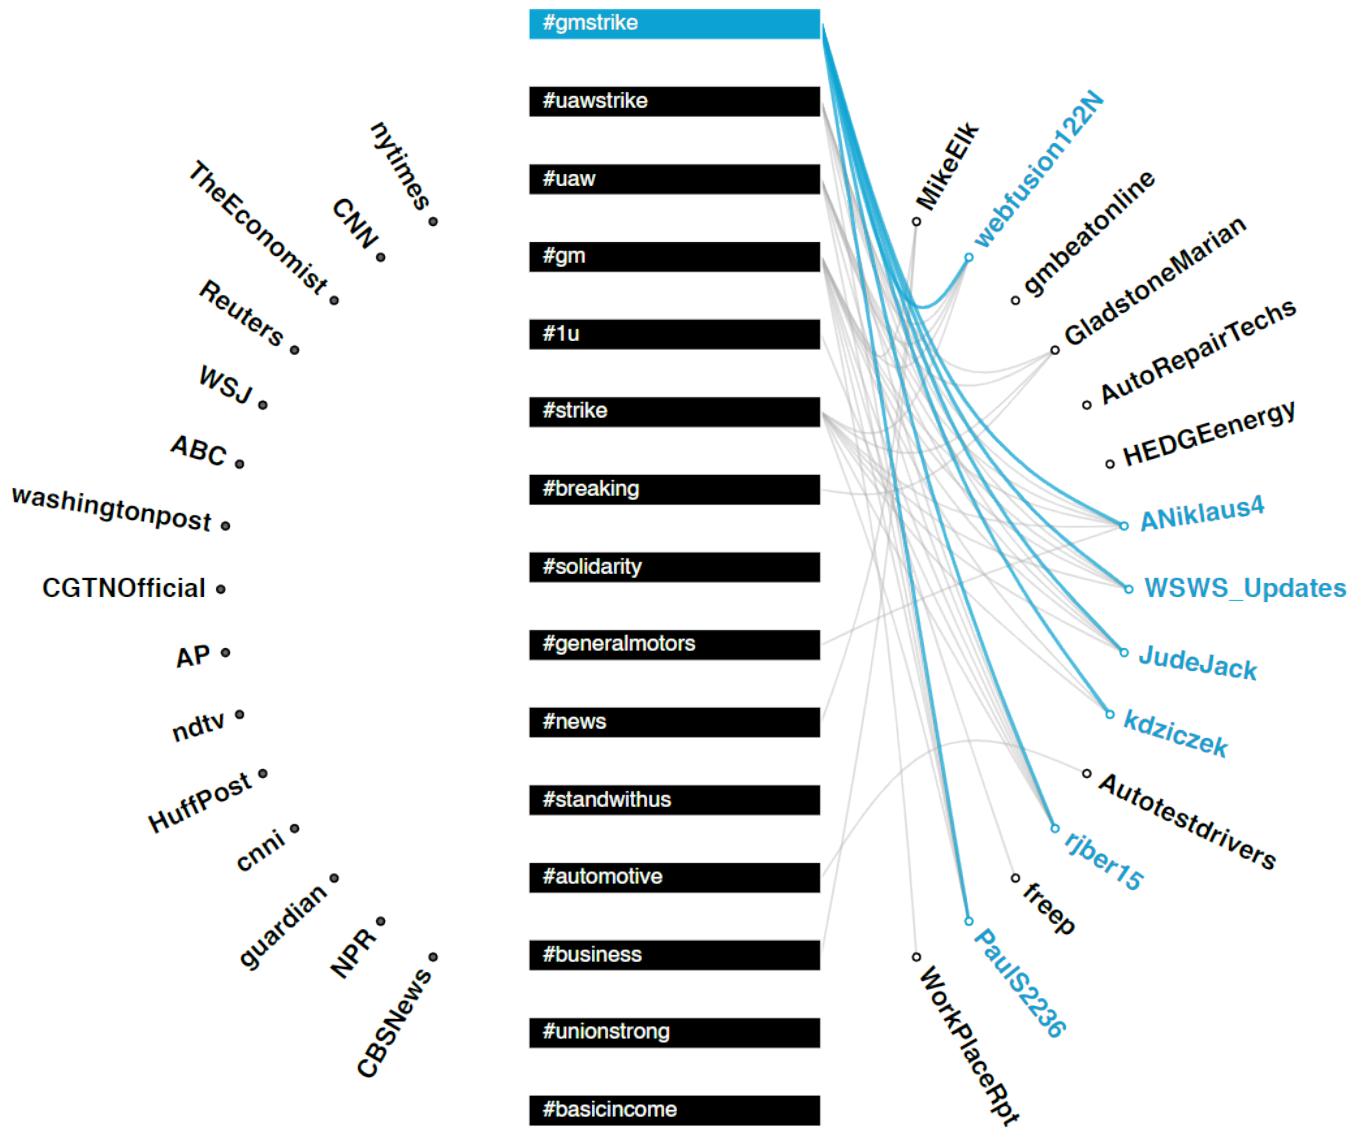 nytimes
CNN
TheEconomist
Reuters
WSJ
ABC
washingtonpost
CGTNOfficial
AP
ndtv
HuffPost
cnni
guardian
NPR
CBSNews
#gmstrike
#uawstrike
#uaw
#gm
#1u
#strike
#breaking
#solidarity
#generalmotors
#news
#standwithus
#automotive
#business
#unionstrong
#basicincome
MikeElk
webfusion122N
gmbeatonline
GladstoneMarian
AutoRepairTechs
HEDGEenergy
ANiklaus4
WSWS_Updates
JudeJack
kdziczek
Autotestdrivers
rjber15
freep
PaulS2236
WorkPlaceRpt